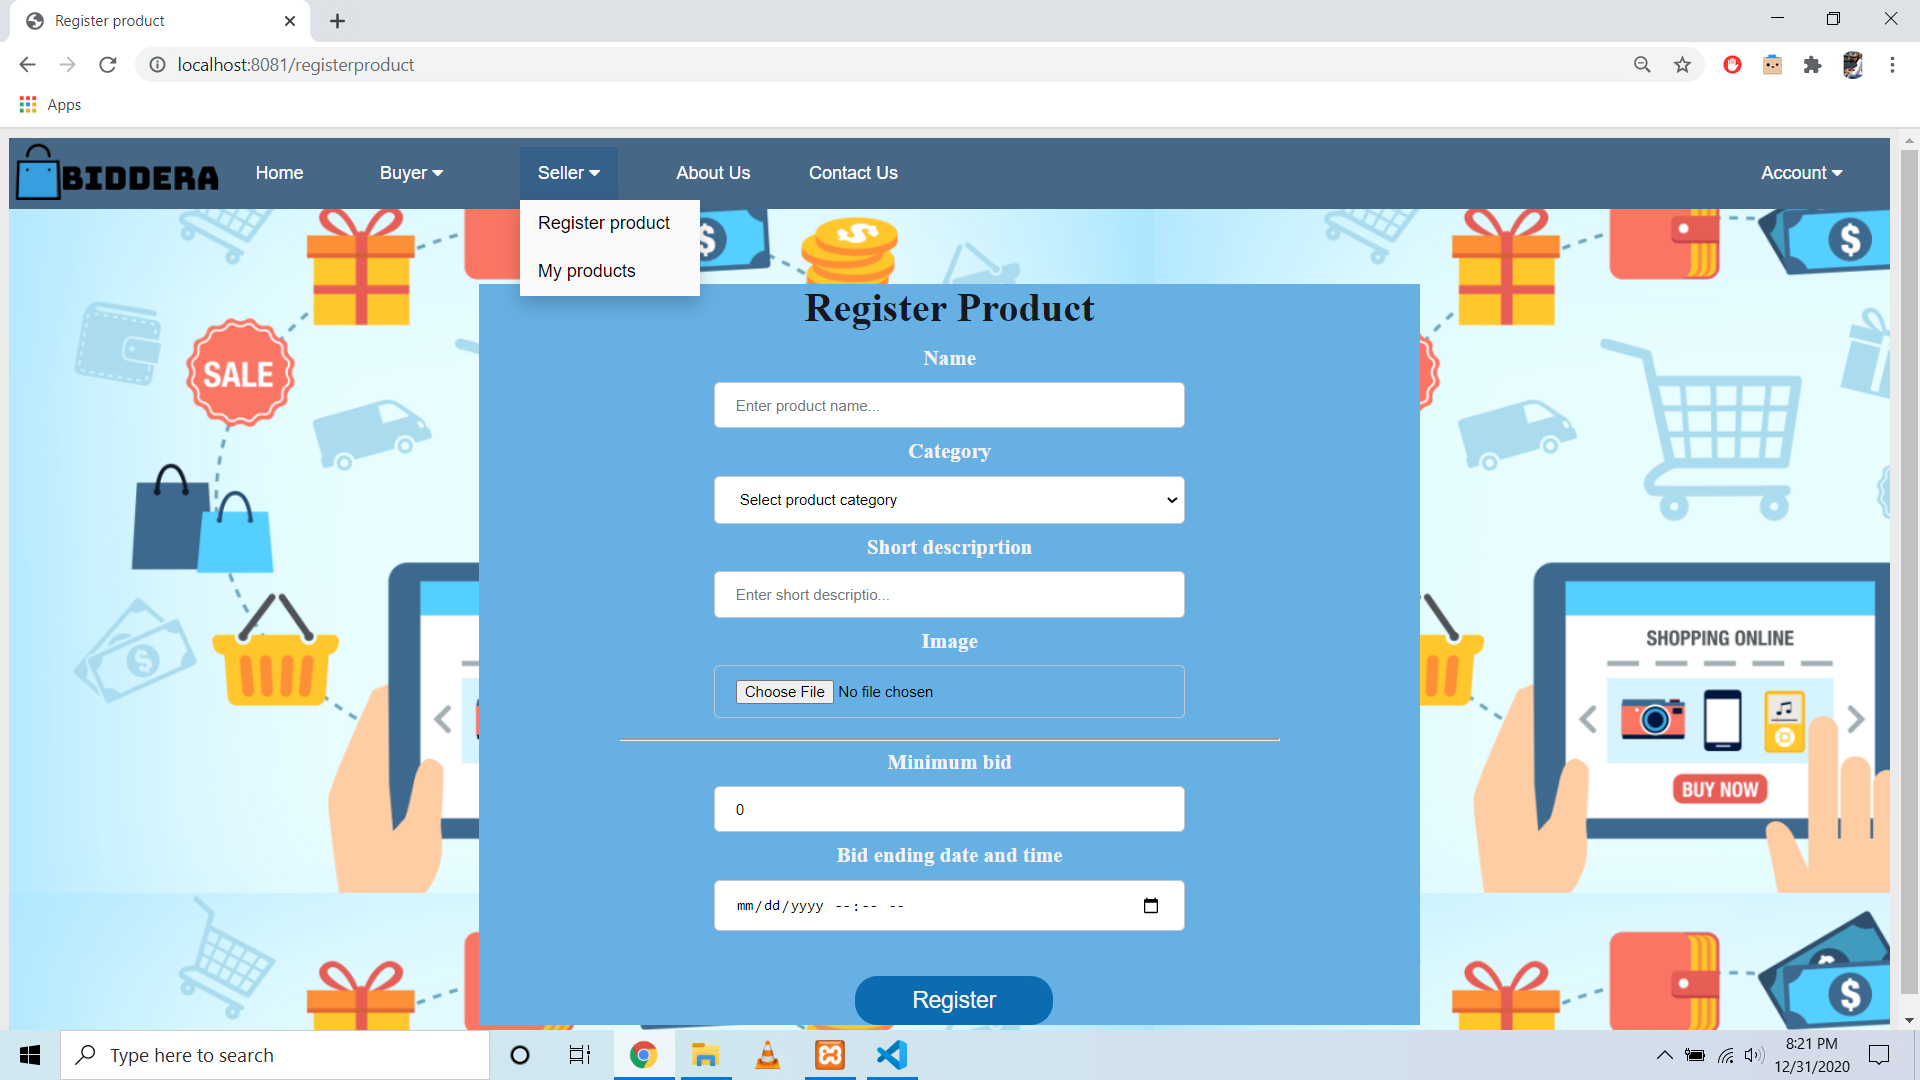 Register product
localhost:8081/registerproduct
Apps
BIDDERA
Home
Buyer
Seller
About Us
Contact Us
Account
Register product
My products
$
$
$
$
Register Product
SALE
Name
Enter product name...
Category
Select product category
Short descriprtion
Enter short descriptio...
Image
Choose File No file chosen
SHOPPING ONLINE
BUY NOW
$
Minimum bid
0
Bid ending date and time
mm/dd/yyyy --:-- --
$
Register
Type here to search
8:21 PM
12/31/2020